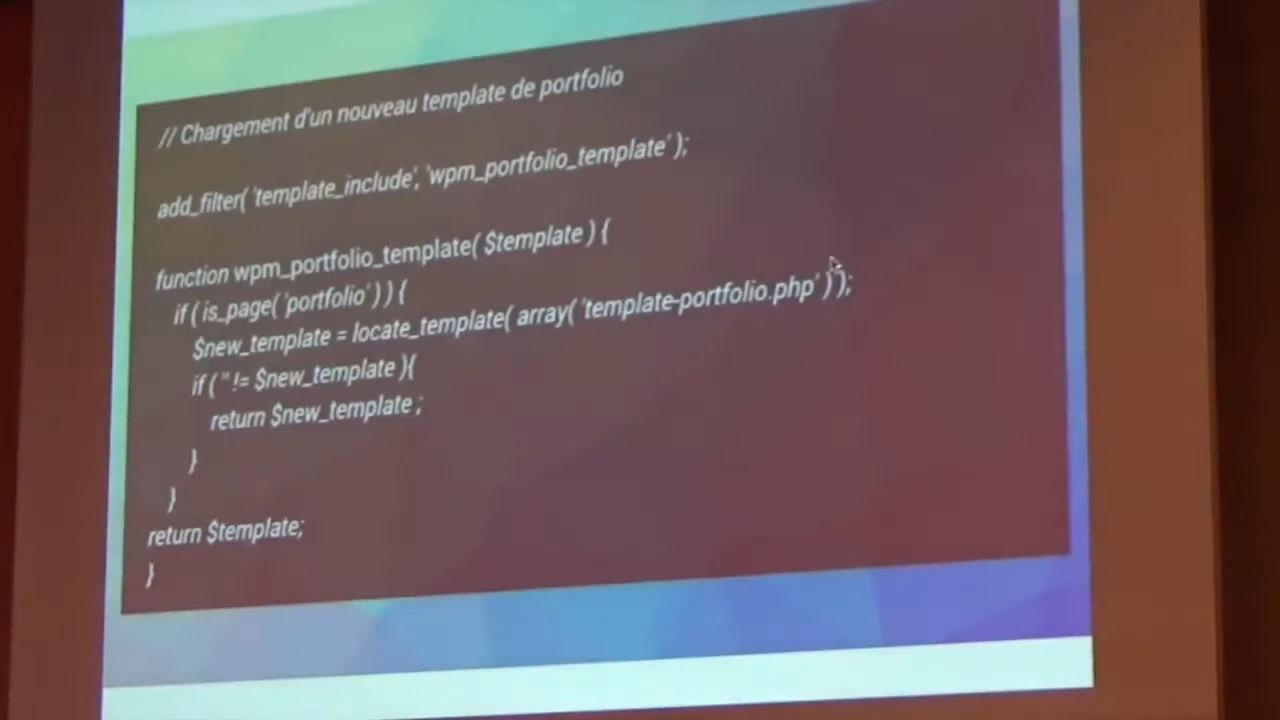 // Chargement d'un nouveau template de portfolio
add_filter( 'template_include', 'wpm_portfolio_template' );
function wpm_portfolio_template( $template ) {
if ( is_page( 'portfolio' ) ) {
$new_template = locate_template( array( 'template-portfolio.php' ) );
if ( '' != $new_template ){
return $new_template ;
}
}
return $template;
}